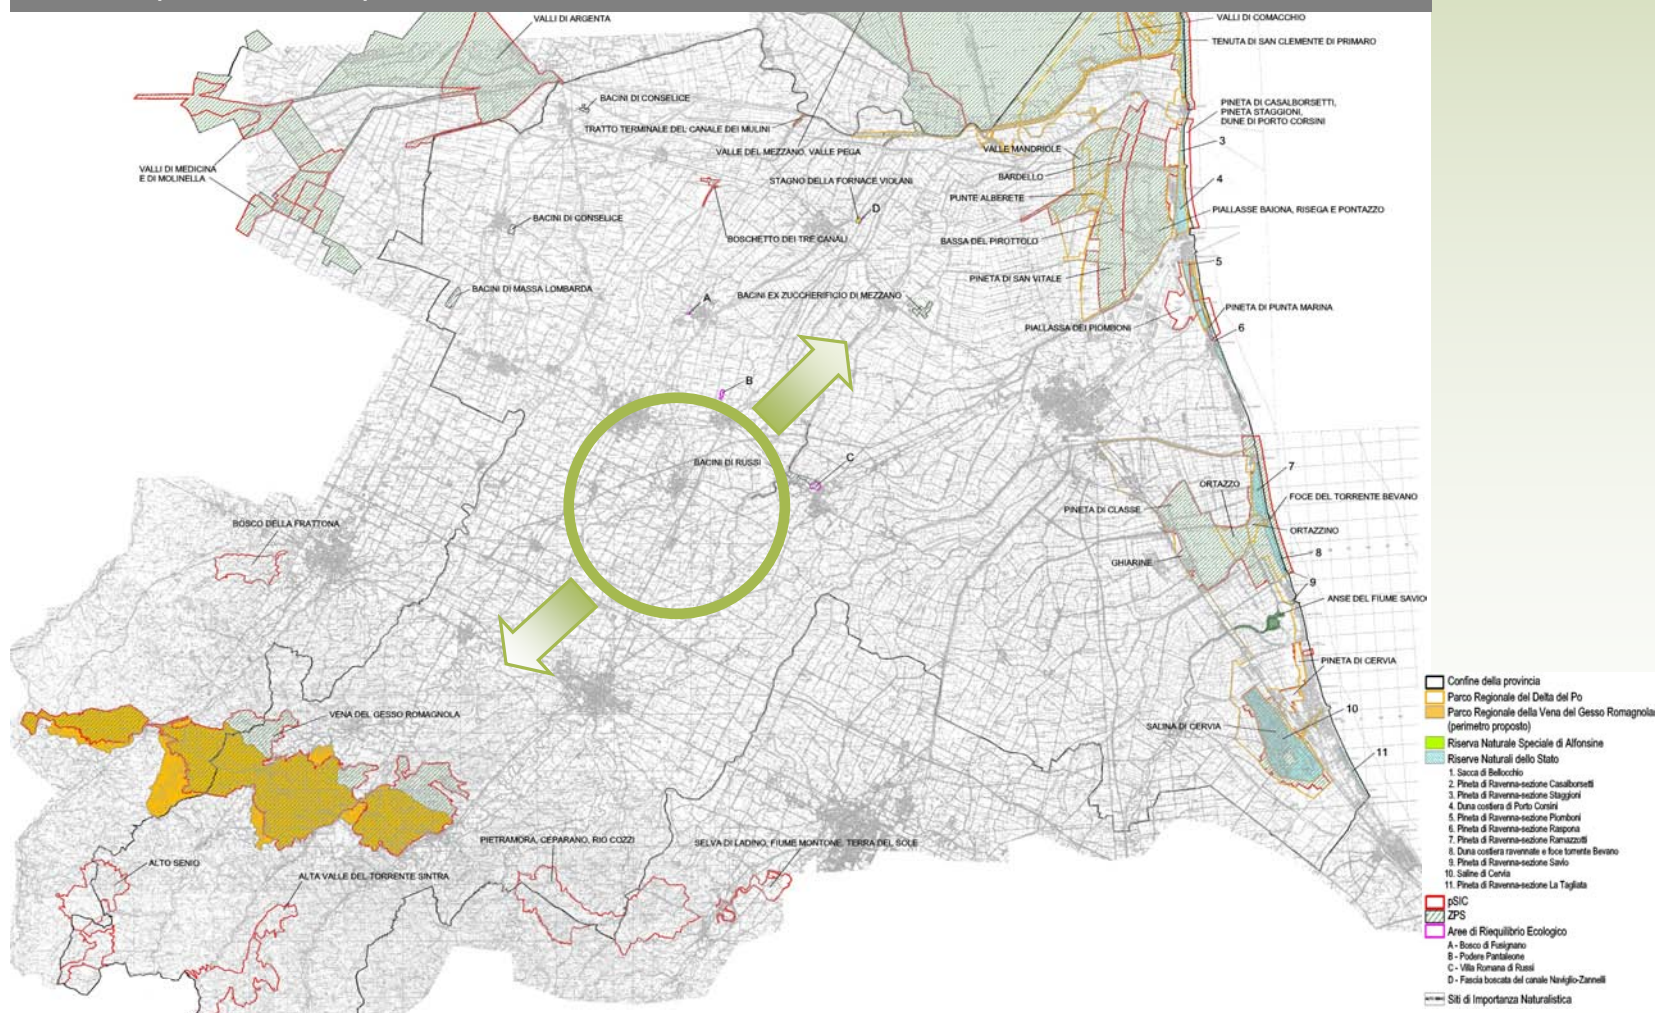 VALLI DI ARGENTA
VALLI DI COMACCHIO
TENUTA DI SAN CLEMENTE DI PRIMARO
BACINI DI CONSELICE
PINETA DI CASALBORSETTI,
PINETA STAGGIONI,
DUNE DI PORTO CORSINI
TRATTO TERMINALE DEL CANALE DEI MULINI
3
VALLE DEL MEZZANO, VALLE PEGA
VALLE MANDRIOLE
VALLI DI MEDICINA
E DI MOLINELLA
BARDELLO
STAGNO DELLA FORNACE VIOLANI
4
PUNTE ALBERETE
D
PIALLASSE BAIONA, RISEGA E PONTAZZO
BACINI DI CONSELICE
BOSCHETTO DEI TRE CANALI
BASSA DEL PIROTTOLO
5
PINETA DI SAN VITALE
BACINI DI MASSA LOMBARDA
BACINI EX ZUCCHERIFICIO DI MEZZANO
A
PINETA DI PUNTA MARINA
PIALLASSA DEI PIOMBONI
6
B
BACINI DI RUSSI
C
7
ORTAZZO
FOCE DEL TORRENTE BEVANO
PINETA DI CLASSE
BOSCO DELLA FRATTONA
ORTAZZINO
8
GHIARINE
9
ANSE DEL FIUME SAVIO
PINETA DI CERVIA
VENA DEL GESSO ROMAGNOLA
10
SALINA DI CERVIA
11
PIETRAMORA, CEPARANO, RIO COZZI
SELVA DI LADINO, FIUME MONTONE, TERRA DEL SOLE
ALTO SENIO
ALTA VALLE DEL TORRENTE SINTRA
Confine della provincia
Parco Regionale del Delta del Po
Parco Regionale della Vena del Gesso Romagnola
(perimetro proposto)
Riserva Naturale Speciale di Alfonsine
Riserve Naturali dello Stato
1. Sacca di Bellocchio
2. Pineta di Ravenna-sezione Casalborsetti
3. Pineta di Ravenna-sezione Staggioni
4. Duna costiera di Porto Corsini
5. Pineta di Ravenna-sezione Piomboni
6. Pineta di Ravenna-sezione Raspona
7. Pineta di Ravenna-sezione Ramazzotti
8. Duna costiera ravennate e foce torrente Bevano
9. Pineta di Ravenna-sezione Savio
10. Saline di Cervia
11. Pineta di Ravenna-sezione La Tagliata
pSIC
ZPS
Aree di Riequilibrio Ecologico
A - Bosco di Fusignano
B - Podere Pantaleone
C - Villa Romana di Russi
D - Fascia boscata del canale Naviglio-Zannelli
Siti di Importanza Naturalistica